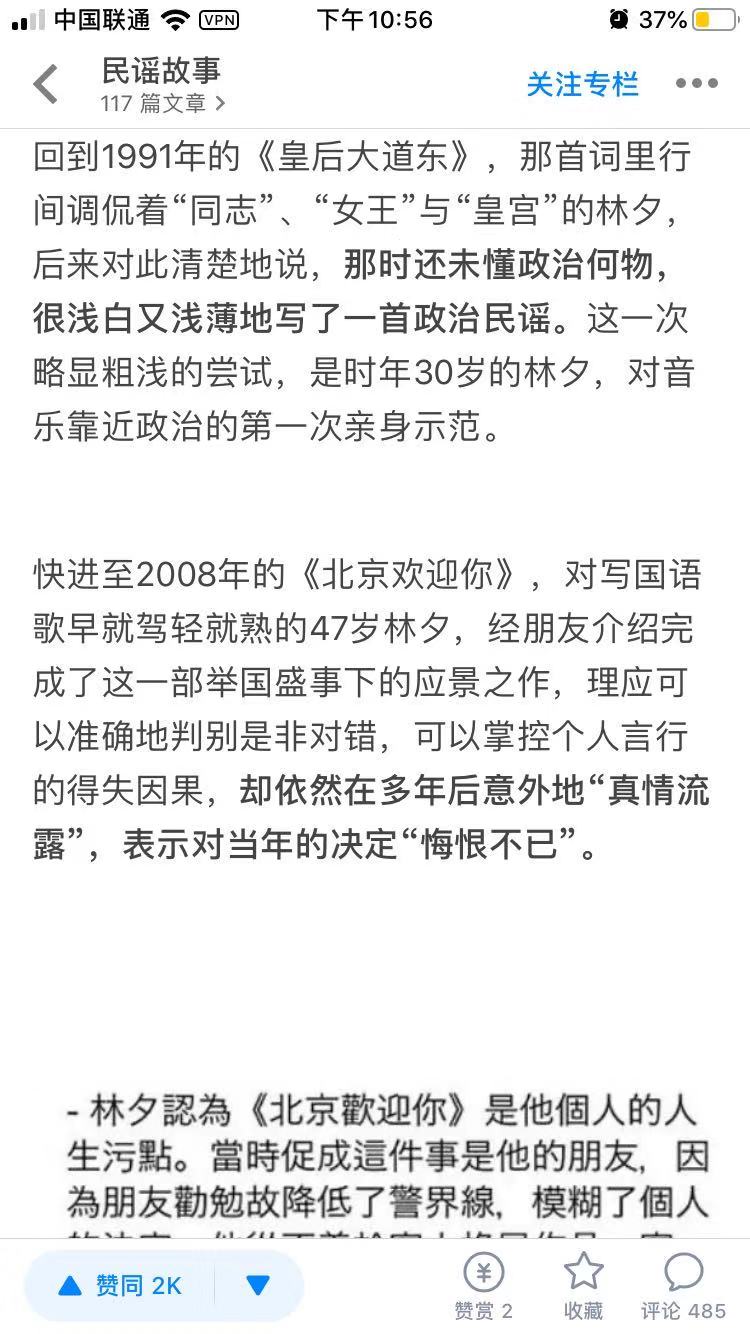 中国联通 VPN 下午10:56 37%
民谣故事
117 篇文章
关注专栏
回到1991年的《皇后大道东》，那首词里行
间调侃着“同志”、“女王”与“皇宫”的林夕，
后来对此清楚地说，那时还未懂政治何物，
很浅白又浅薄地写了一首政治民谣。这一次
略显粗浅的尝试，是时年30岁的林夕，对音
乐靠近政治的第一次亲身示范。
快进至2008年的《北京欢迎你》，对写国语
歌早就驾轻就熟的47岁林夕，经朋友介绍完
成了这一部举国盛事下的应景之作，理应可
以准确地判别是非对错，可以掌控个人言行
的得失因果，却依然在多年后意外地“真情流
露”，表示对当年的决定“悔恨不已”。
- 林夕認為《北京歡迎你》是他個人的人
生污點。當時促成這件事是他的朋友，因
為朋友勸勉故降低了警界線，模糊了個人
赞同 2K
赞赏 2
收藏
评论 485